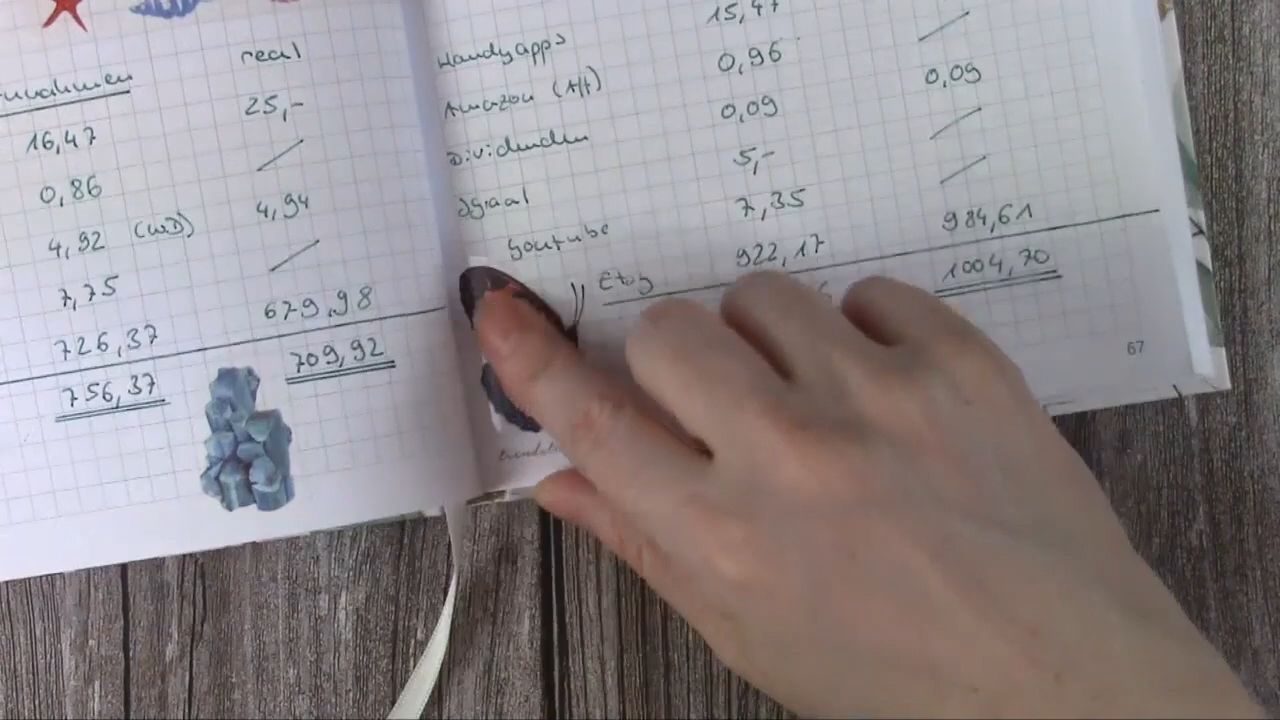 real
16,47 25,-
0,86
4,92 (WD) 4,94
7,75
726,37 679,98
756,37 709,92
Handyapps 15,47
Amazon (Aff) 0,96
Dividenden 0,09 0,09
5,-
Youtube 7,35
Etsy 922,17 984,61
1004,70
67